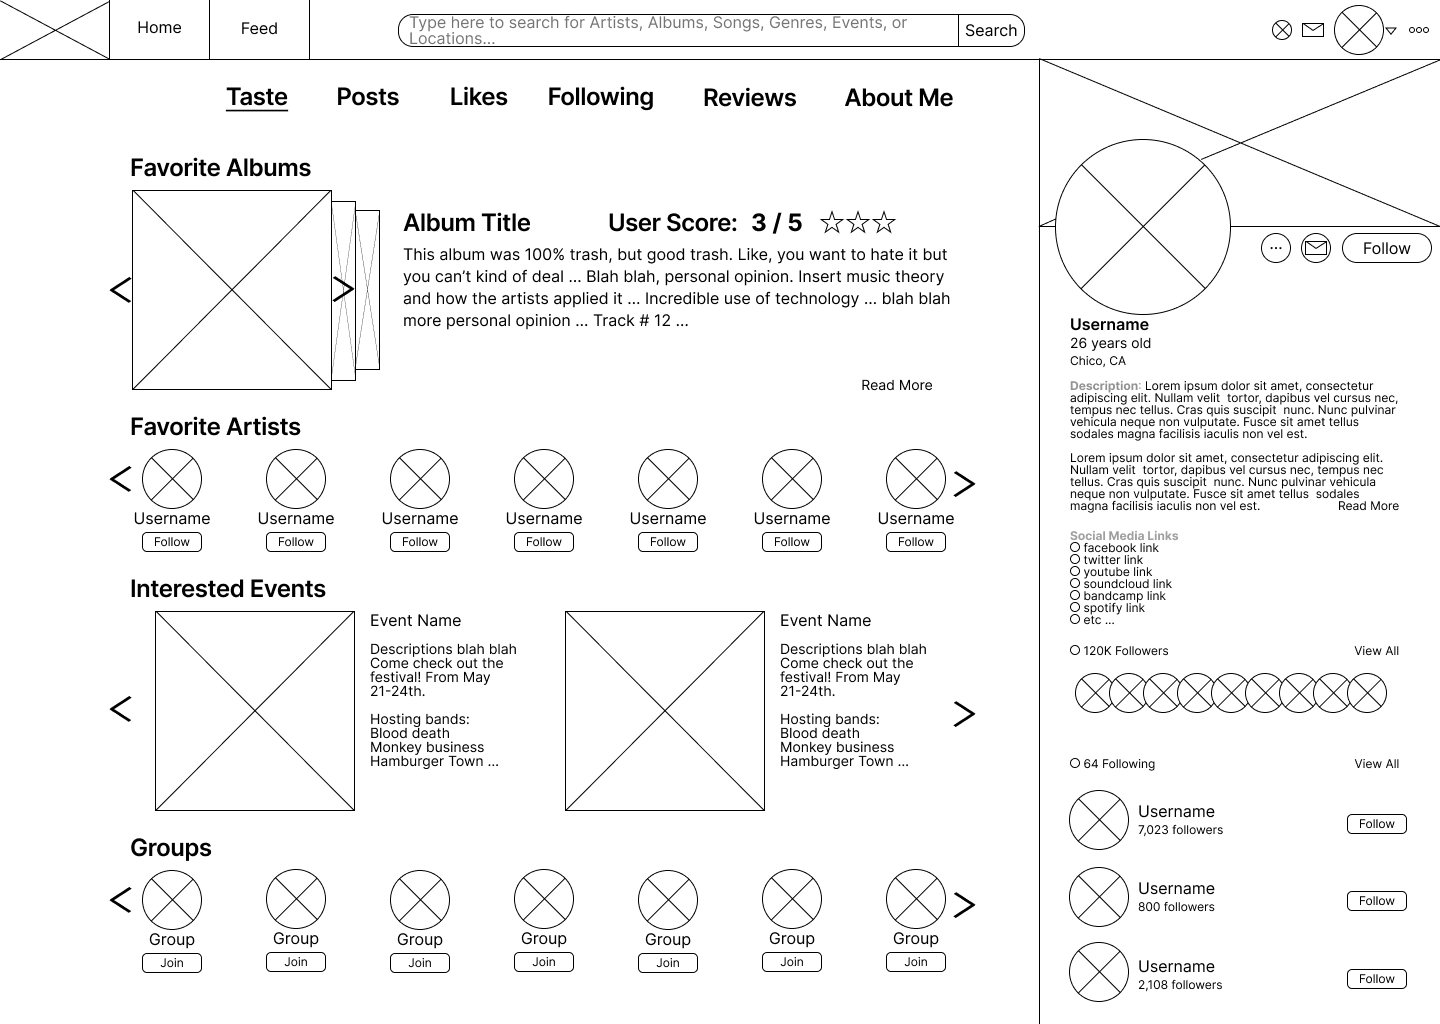 Home
Feed
Type here to search for Artists, Albums, Songs, Genres, Events, or
Locations...
Search
Taste
Posts
Likes
Following
Reviews
About Me
Favorite Albums
Album Title
User Score: 3 / 5
This album was 100% trash, but good trash. Like, you want to hate it but
you can’t kind of deal ... Blah blah, personal opinion. Insert music theory
and how the artists applied it ... Incredible use of technology ... blah blah
more personal opinion ... Track # 12 ...
Read More
Favorite Artists
Username
Username
Username
Username
Username
Username
Username
Follow
Follow
Follow
Follow
Follow
Follow
Follow
Interested Events
Event Name
Descriptions blah blah
Come check out the
festival! From May
21-24th.
Hosting bands:
Blood death
Monkey business
Hamburger Town ...
Event Name
Descriptions blah blah
Come check out the
festival! From May
21-24th.
Hosting bands:
Blood death
Monkey business
Hamburger Town ...
Groups
Group
Group
Group
Group
Group
Group
Group
Join
Join
Join
Join
Join
Join
Join
Follow
Username
26 years old
Chico, CA
Description: Lorem ipsum dolor sit amet, consectetur
adipiscing elit. Nullam velit tortor, dapibus vel cursus nec,
tempus nec tellus. Cras quis suscipit nunc. Nunc pulvinar
vehicula neque non vulputate. Fusce sit amet tellus
sodales magna facilisis iaculis non vel est.
Lorem ipsum dolor sit amet, consectetur adipiscing elit.
Nullam velit tortor, dapibus vel cursus nec, tempus nec
tellus. Cras quis suscipit nunc. Nunc pulvinar vehicula
neque non vulputate. Fusce sit amet tellus sodales
magna facilisis iaculis non vel est.
Read More
Social Media Links
facebook link
twitter link
youtube link
soundcloud link
bandcamp link
spotify link
etc ...
120K Followers
View All
64 Following
View All
Username
7,023 followers
Follow
Username
800 followers
Follow
Username
2,108 followers
Follow